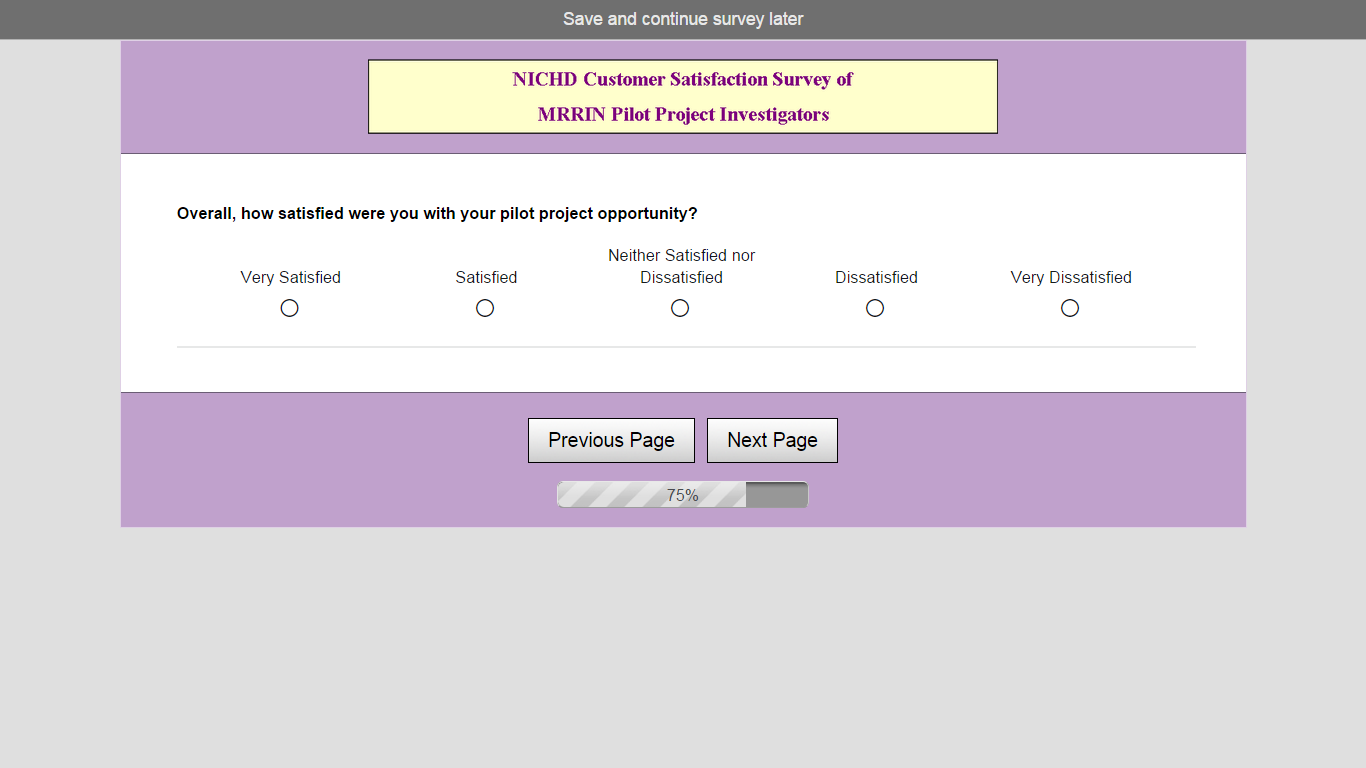 Save and continue survey later
NICHD Customer Satisfaction Survey of
MRRIN Pilot Project Investigators
Overall, how satisfied were you with your pilot project opportunity?
Very Satisfied
Satisfied
Neither Satisfied nor
Dissatisfied
Dissatisfied
Very Dissatisfied
Previous Page
Next Page
75%